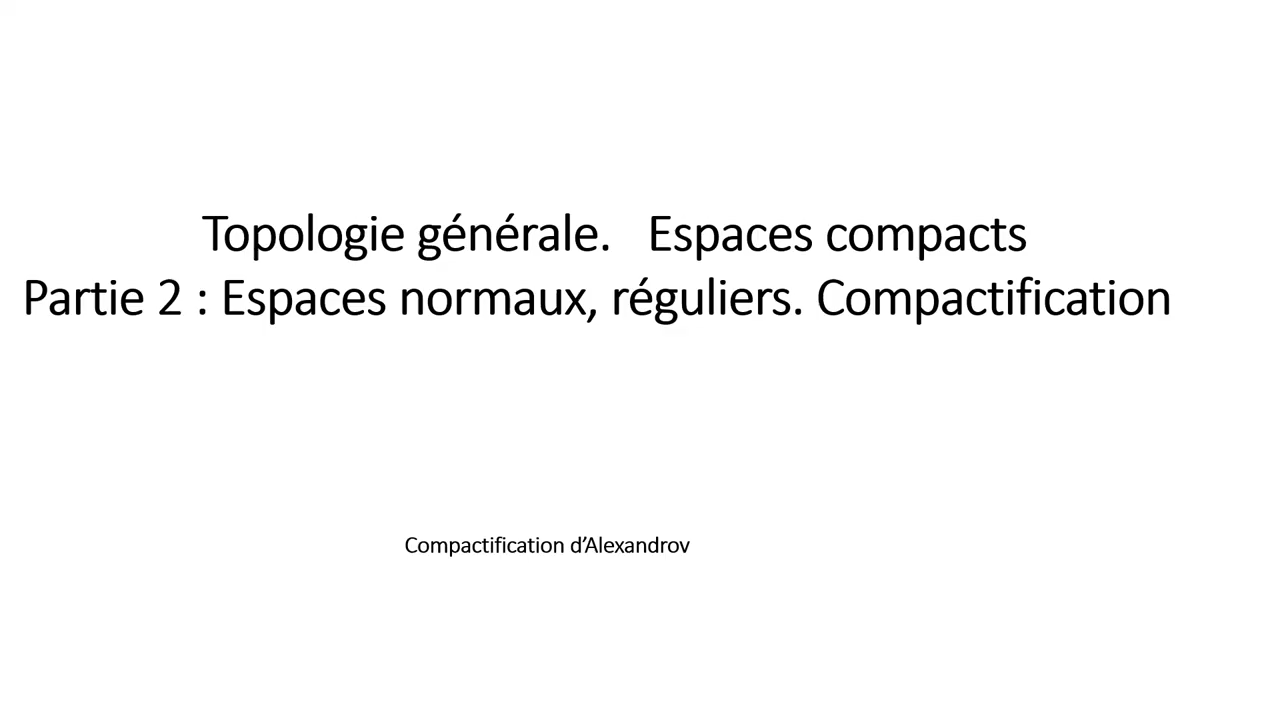 Topologie générale. Espaces compacts
Partie 2 : Espaces normaux, réguliers. Compactification
Compactification d’Alexandrov